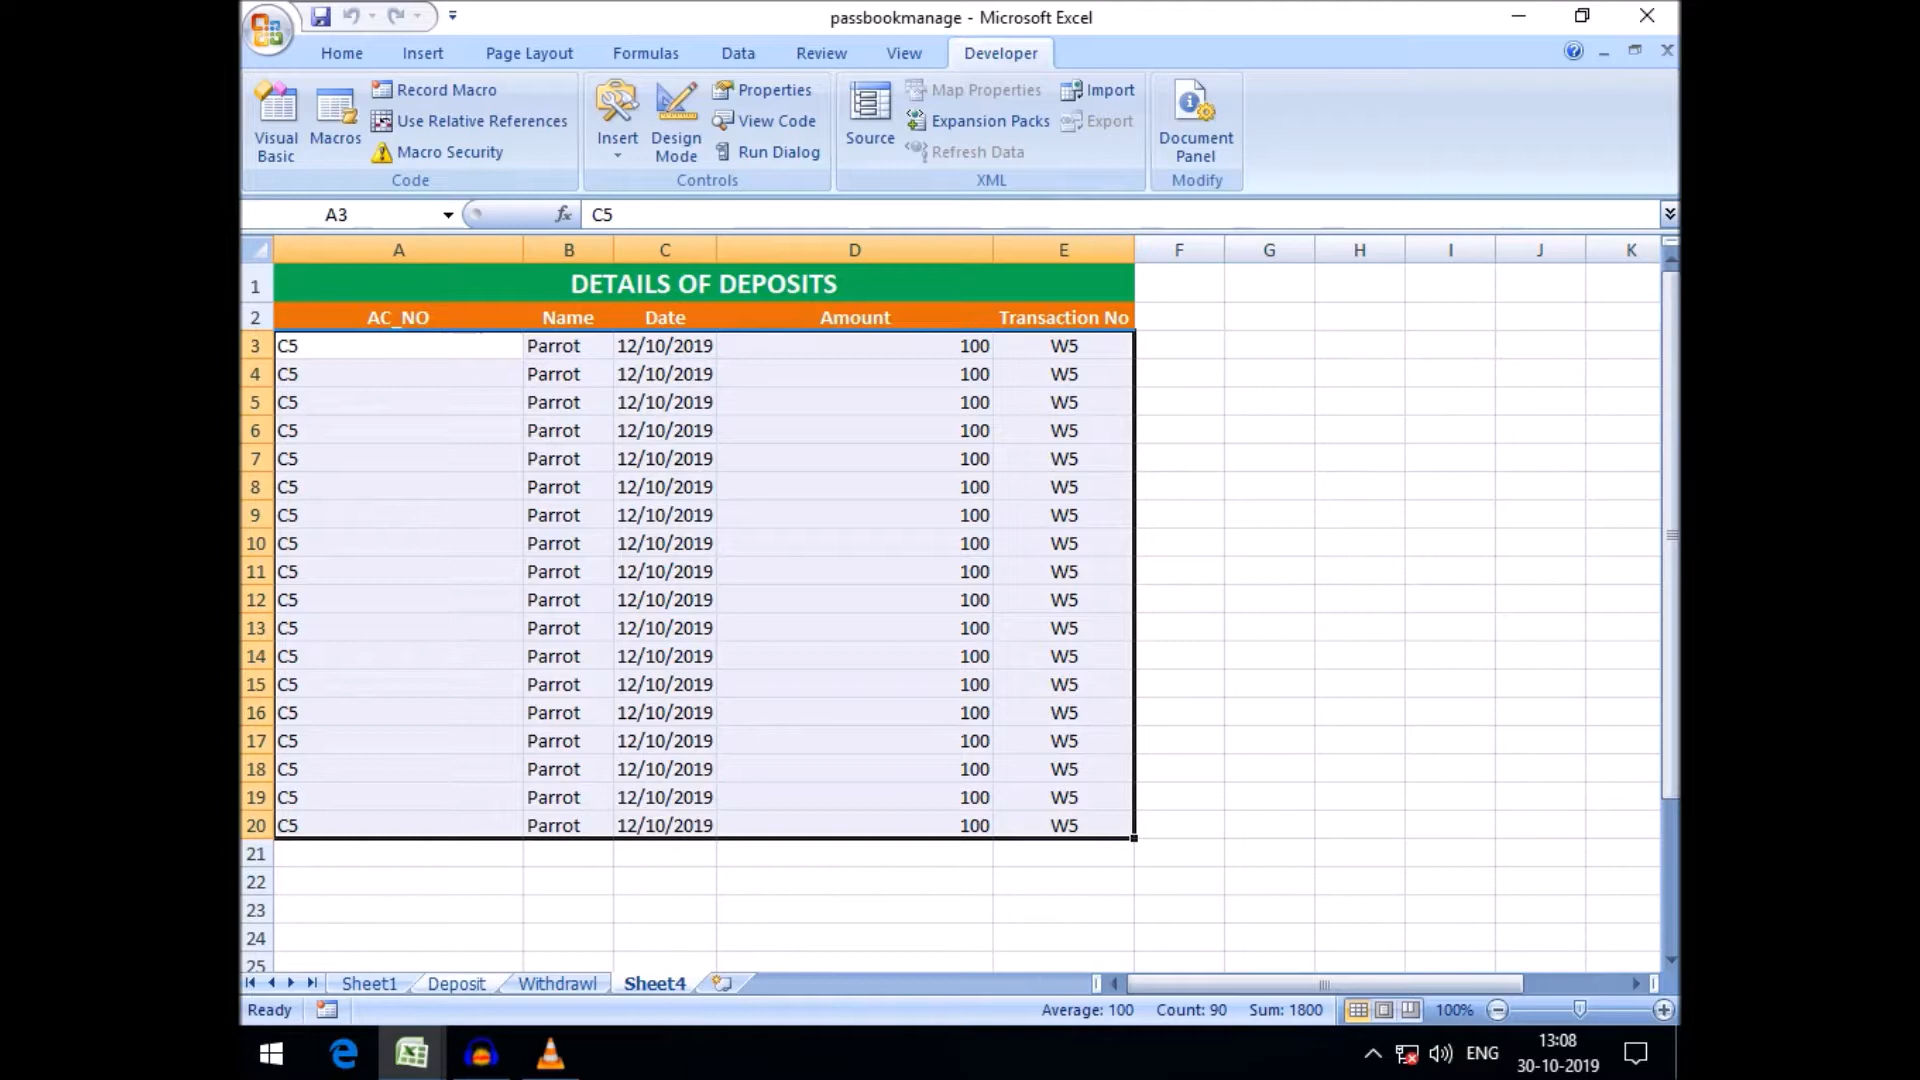 passbookmanage - Microsoft Excel
Home Insert Page Layout Formulas Data Review View Developer
Visual Basic Macros Record Macro Use Relative References Macro Security
Code
Insert Design Mode Properties View Code Run Dialog
Controls
Source Map Properties Expansion Packs Refresh Data Import Export
XML
Document Panel
Modify
A3 fx C5
A B C D E F G H I J K
1 DETAILS OF DEPOSITS
2 AC_NO Name Date Amount Transaction No
3 C5 Parrot 12/10/2019 100 W5
4 C5 Parrot 12/10/2019 100 W5
5 C5 Parrot 12/10/2019 100 W5
6 C5 Parrot 12/10/2019 100 W5
7 C5 Parrot 12/10/2019 100 W5
8 C5 Parrot 12/10/2019 100 W5
9 C5 Parrot 12/10/2019 100 W5
10 C5 Parrot 12/10/2019 100 W5
11 C5 Parrot 12/10/2019 100 W5
12 C5 Parrot 12/10/2019 100 W5
13 C5 Parrot 12/10/2019 100 W5
14 C5 Parrot 12/10/2019 100 W5
15 C5 Parrot 12/10/2019 100 W5
16 C5 Parrot 12/10/2019 100 W5
17 C5 Parrot 12/10/2019 100 W5
18 C5 Parrot 12/10/2019 100 W5
19 C5 Parrot 12/10/2019 100 W5
20 C5 Parrot 12/10/2019 100 W5
21
22
23
24
25
Sheet1 Deposit Withdrawl Sheet4
Ready Average: 100 Count: 90 Sum: 1800 100%
ENG 13:08
30-10-2019